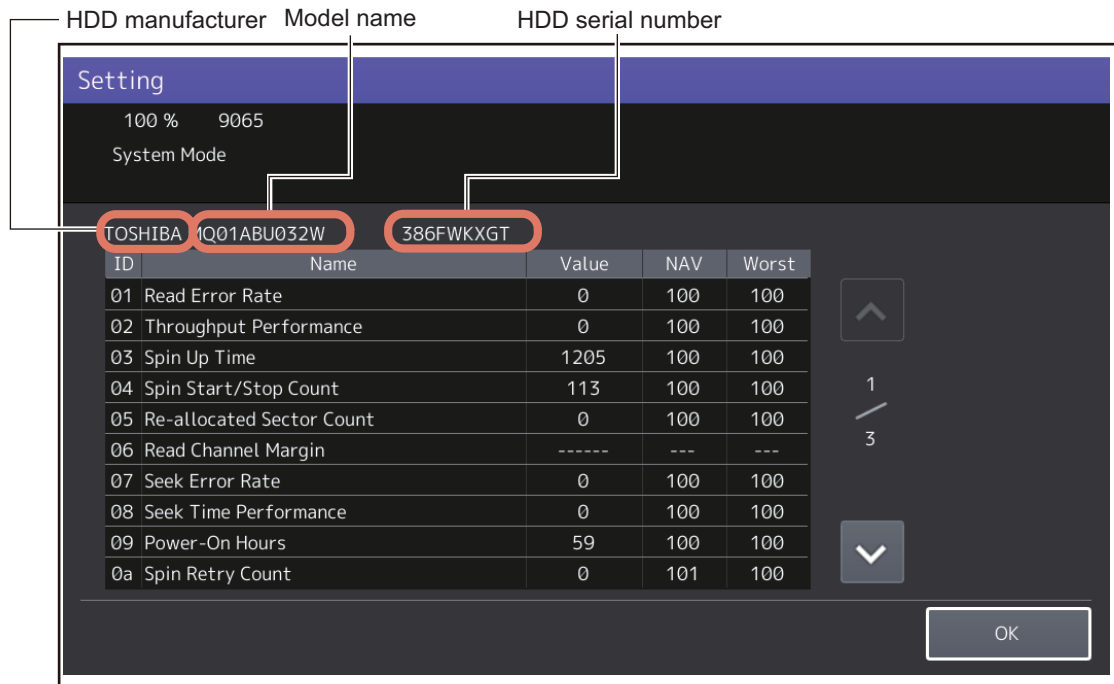 HDD manufacturer Model name HDD serial number
Setting
100 % 9065
System Mode
TOSHIBA MQ01ABU032W 386FWKXGT
ID Name Value NAV Worst
01 Read Error Rate 0 100 100
02 Throughput Performance 0 100 100
03 Spin Up Time 1205 100 100
04 Spin Start/Stop Count 113 100 100
05 Re-allocated Sector Count 0 100 100
06 Read Channel Margin ------ --- ---
07 Seek Error Rate 0 100 100
08 Seek Time Performance 0 100 100
09 Power-On Hours 59 100 100
0a Spin Retry Count 0 101 100
1
/
3
OK